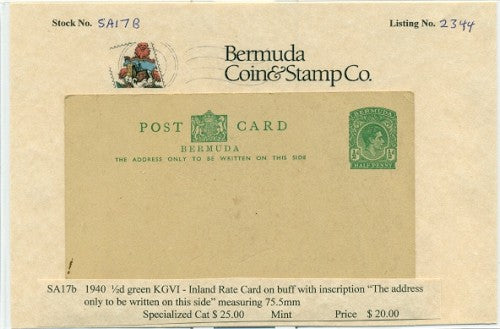 Stock No. SA17B Listing No. 2344
Bermuda
Coin & Stamp Co.
POST CARD
BERMUDA
THE ADDRESS ONLY TO BE WRITTEN ON THIS SIDE
BERMUDA
½ d
HALF PENNY
SA17b 1940 ½d green KGVI - Inland Rate Card on buff with inscription "The address
only to be written on this side" measuring 75.5mm
Specialized Cat $ 25.00 Mint Price $ 20.00